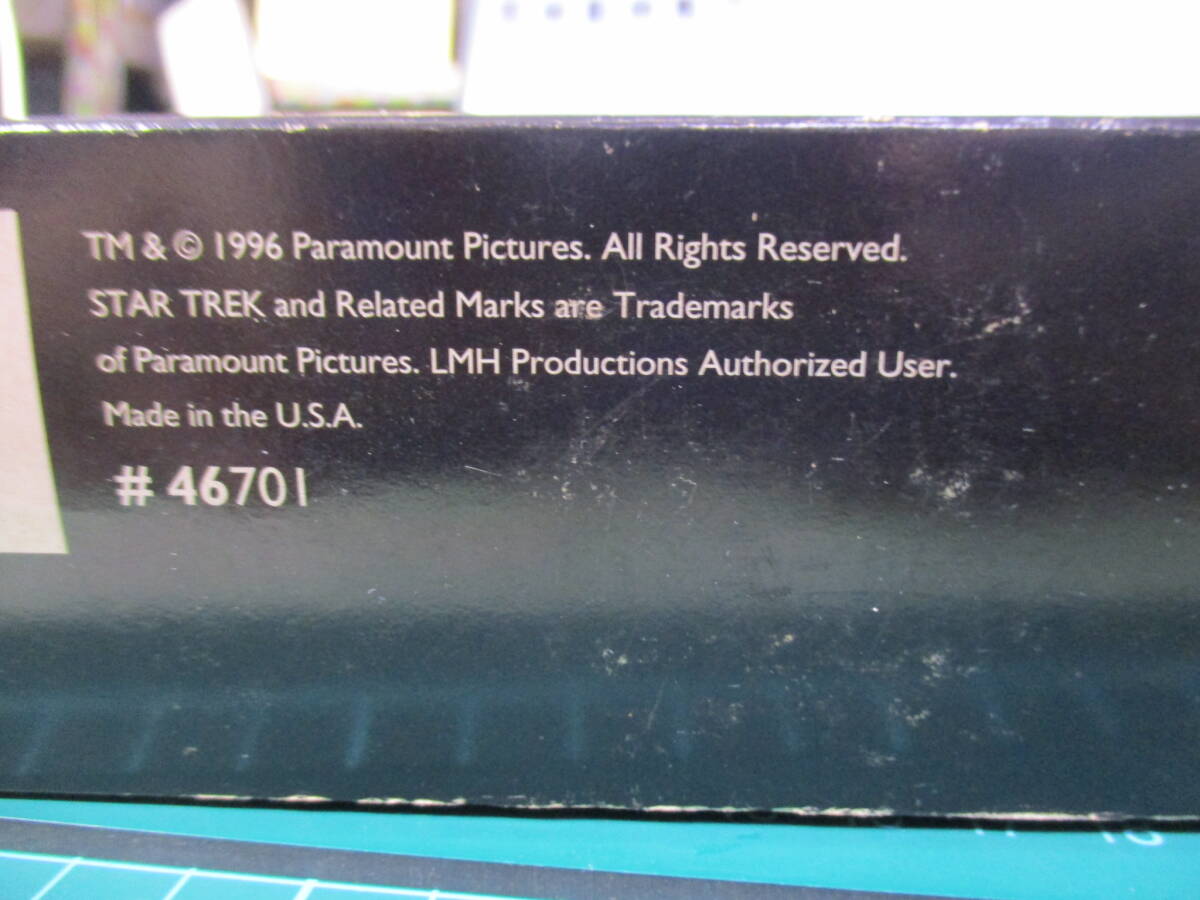 TM & © 1996 Paramount Pictures. All Rights Reserved.
STAR TREK and Related Marks are Trademarks
of Paramount Pictures. LMH Productions Authorized User.
Made in the U.S.A.
# 46701